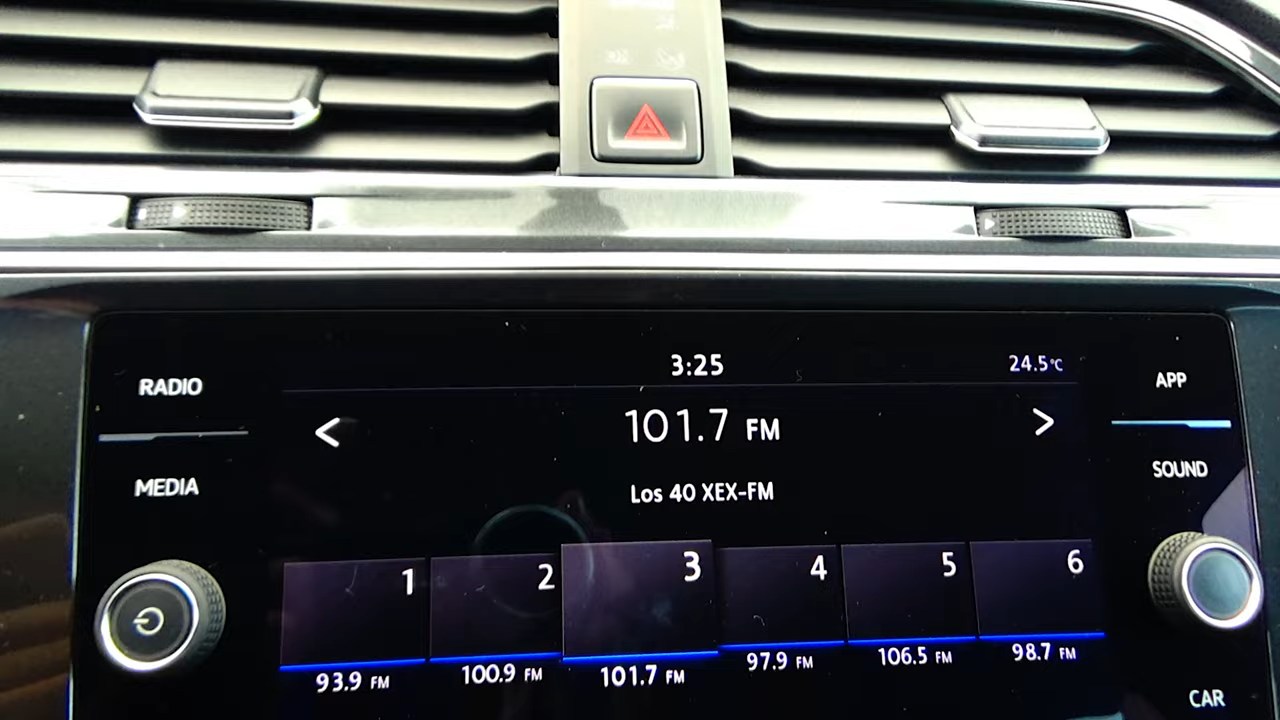 3:25
24.5°C
RADIO
APP
< 101.7 FM >
MEDIA
SOUND
Los 40 XEX-FM
1 2 3 4 5 6
93.9 FM 100.9 FM 101.7 FM 97.9 FM 106.5 FM 98.7 FM
CAR